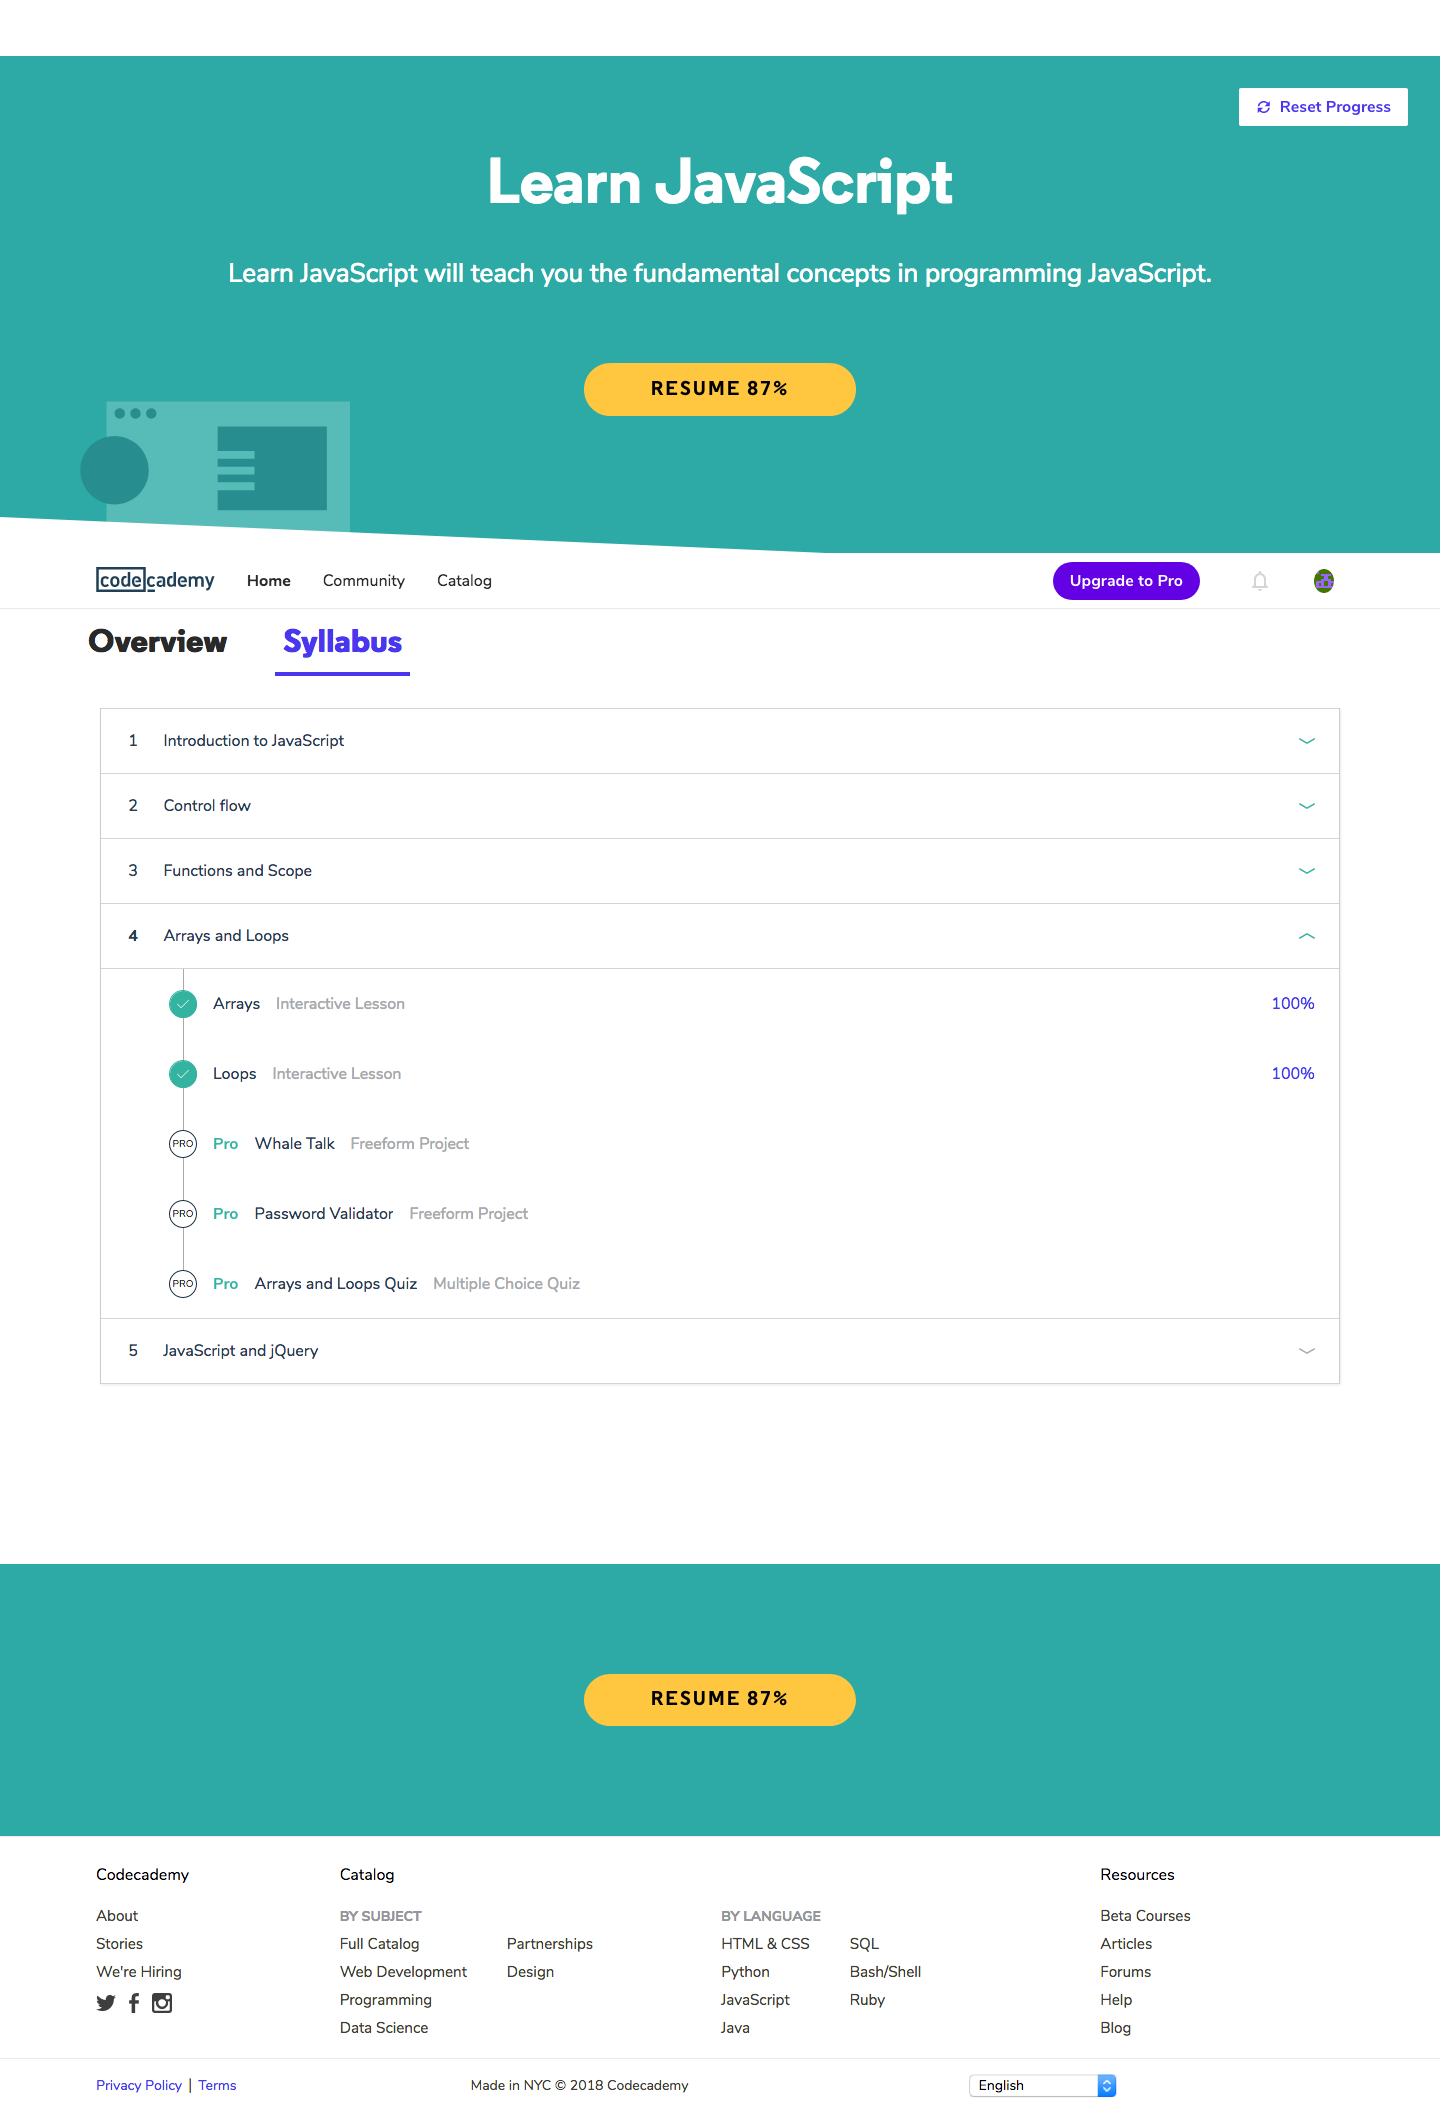 Reset Progress
Learn JavaScript
Learn JavaScript will teach you the fundamental concepts in programming JavaScript.
RESUME 87%
codecademy Home Community Catalog Upgrade to Pro
Overview Syllabus
1 Introduction to JavaScript
2 Control flow
3 Functions and Scope
4 Arrays and Loops
Arrays Interactive Lesson 100%
Loops Interactive Lesson 100%
PRO Pro Whale Talk Freeform Project
PRO Pro Password Validator Freeform Project
PRO Pro Arrays and Loops Quiz Multiple Choice Quiz
5 JavaScript and jQuery
RESUME 87%
Codecademy Catalog Resources
About BY SUBJECT BY LANGUAGE Beta Courses
Stories Full Catalog Partnerships HTML & CSS SQL Articles
We're Hiring Web Development Design Python Bash/Shell Forums
Programming JavaScript Ruby Help
Data Science Java Blog
Privacy Policy | Terms Made in NYC © 2018 Codecademy English